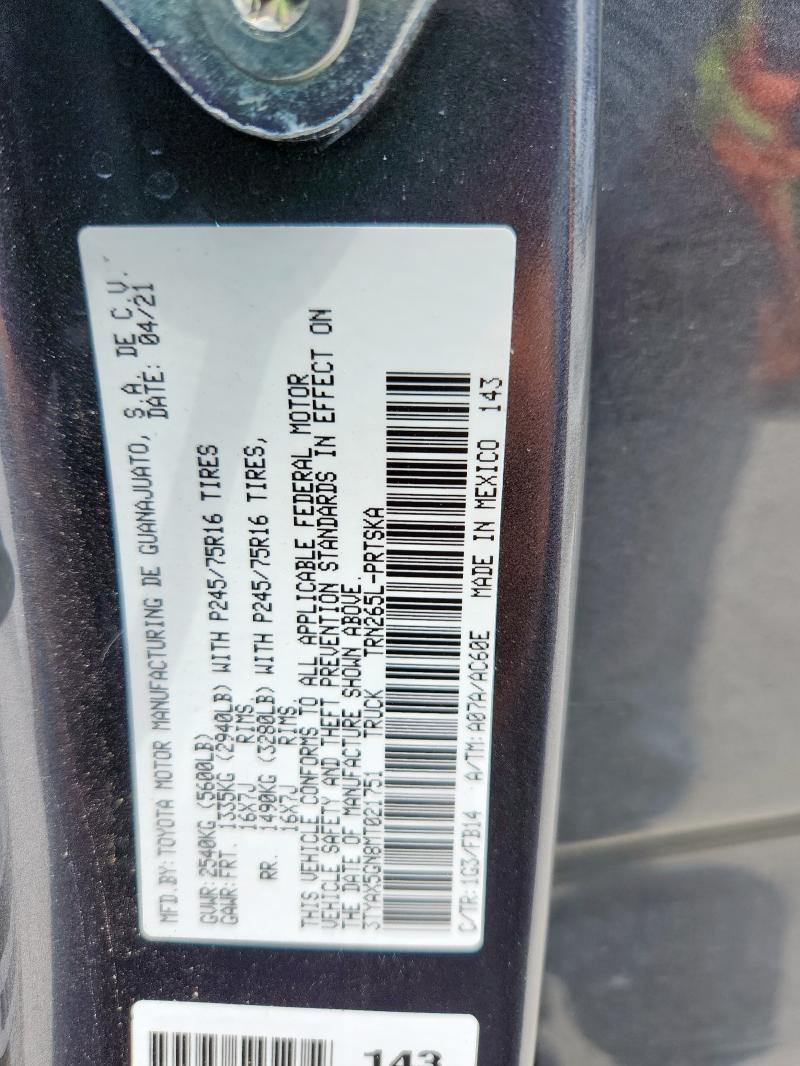 MFD.BY:TOYOTA MOTOR MANUFACTURING DE GUANAJUATO, S.A. DE C.V.
DATE: 04/21
GVWR:2540KG (5600LB)
GAWR:FRT. 1335KG (2940LB) WITH P245/75R16 TIRES
16X7J RIMS
RR. 1490KG (3280LB) WITH P245/75R16 TIRES,
16X7J RIMS.
THIS VEHICLE CONFORMS TO ALL APPLICABLE FEDERAL MOTOR
VEHICLE SAFETY AND THEFT PREVENTION STANDARDS IN EFFECT ON
THE DATE OF MANUFACTURE SHOWN ABOVE.
3TYAX5GN8MT021751 TRUCK TRN265L-PRTSKA
C/TR:1G3/FB14 A/TM:A07A/AC60E MADE IN MEXICO 143
143